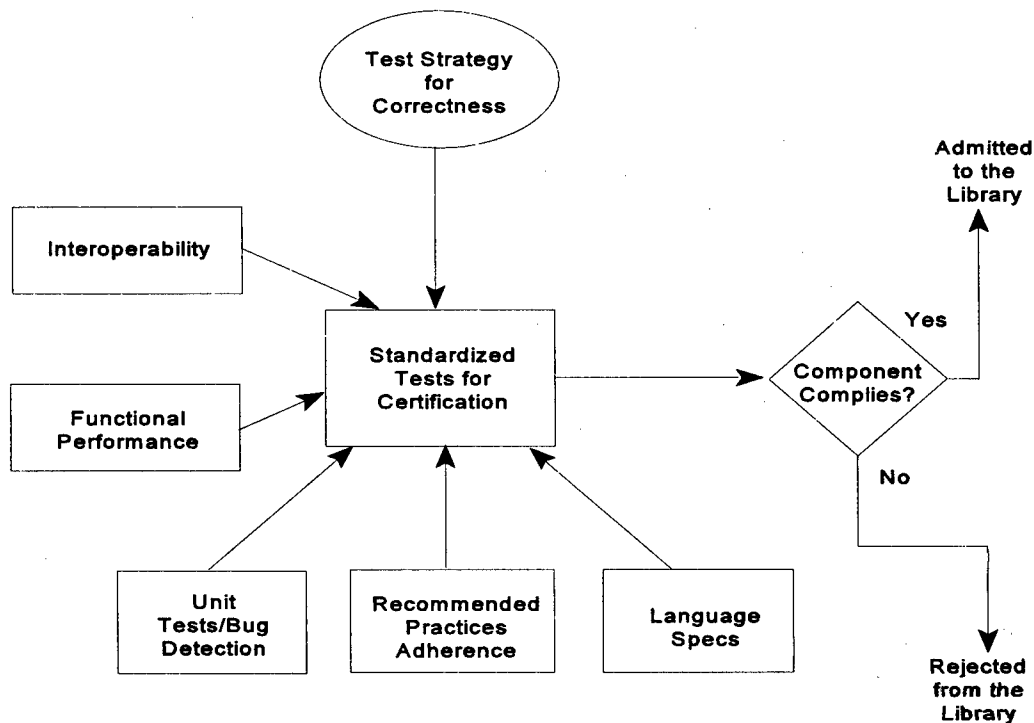 Test Strategy
for
Correctness
Admitted
to the
Library
Interoperability
Standardized
Tests for
Certification
Yes
Component
Complies?
Functional
Performance
No
Unit
Tests/Bug
Detection
Recommended
Practices
Adherence
Language
Specs
Rejected
from the
Library